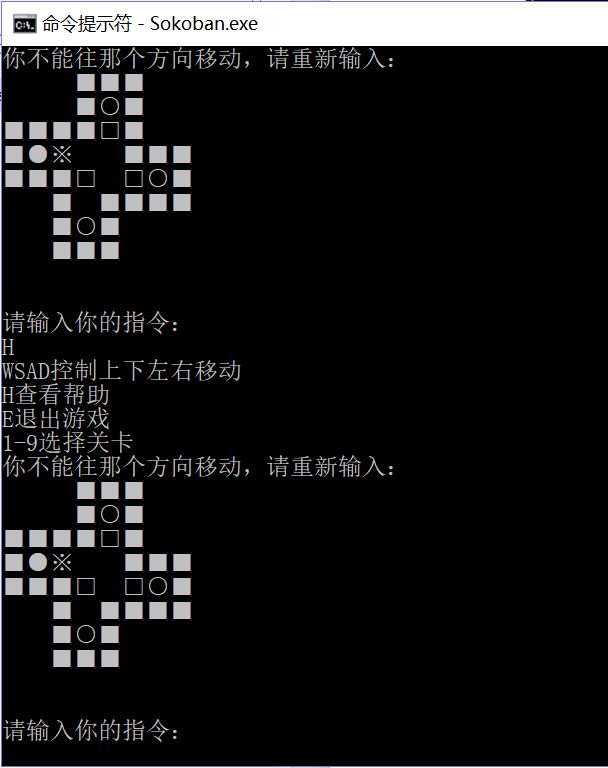 命令提示符 - Sokoban.exe
你不能往那个方向移动，请重新输入：
■■■
■○■
■■■■□■
■●※　　■■■
■■■□　□○■
■　■■■■
■○■
■■■
请输入你的指令：
H
WSAD控制上下左右移动
H查看帮助
E退出游戏
1-9选择关卡
你不能往那个方向移动，请重新输入：
■■■
■○■
■■■■□■
■●※　　■■■
■■■□　□○■
■　■■■■
■○■
■■■
请输入你的指令：